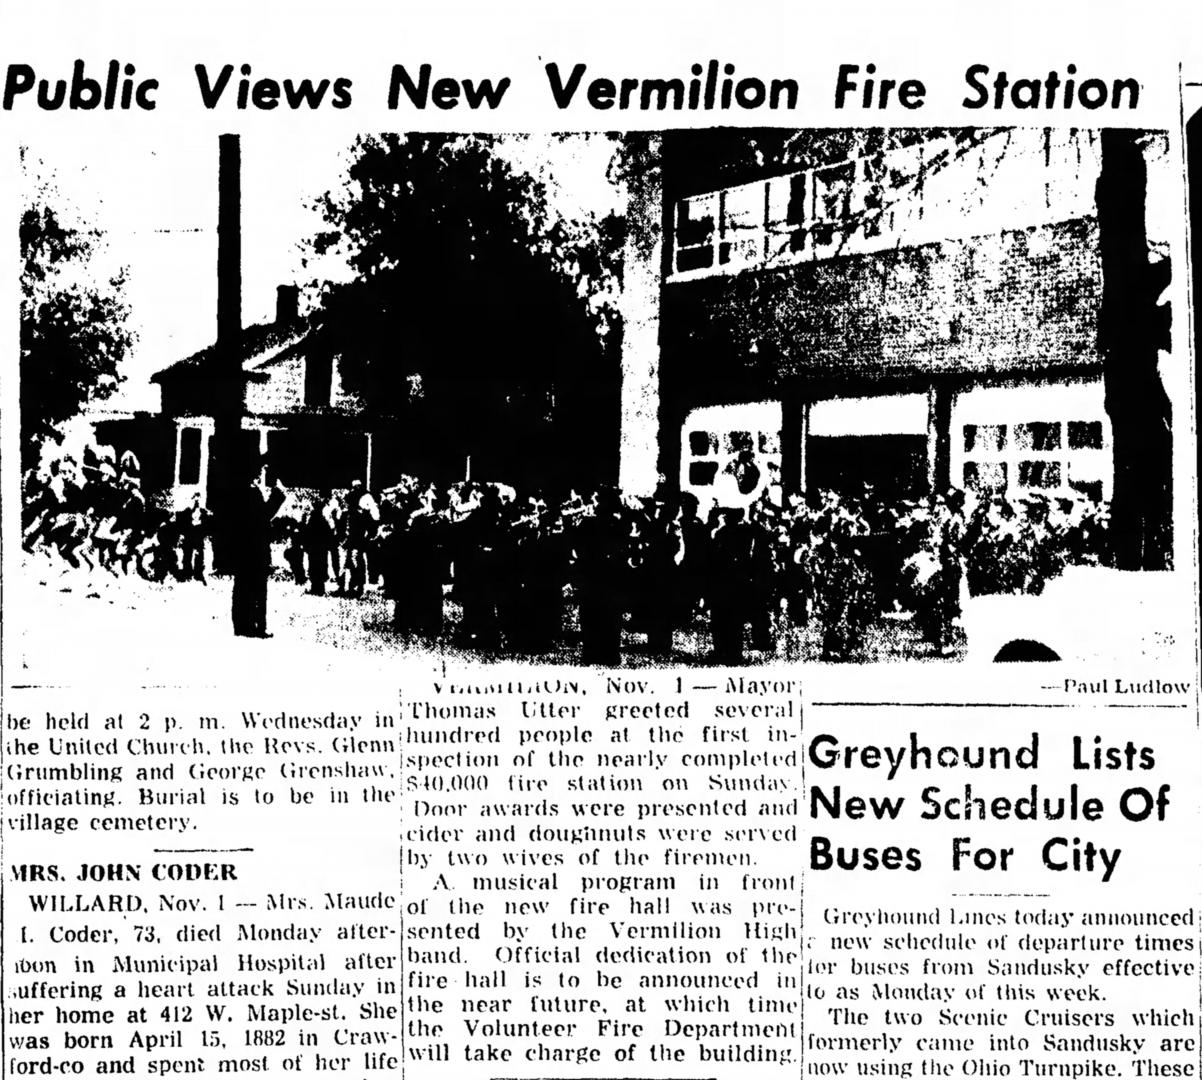 Public Views New Vermilion Fire Station
—Paul Ludlow
be held at 2 p. m. Wednesday in
the United Church, the Revs. Glenn
Grumbling and George Grenshaw,
officiating. Burial is to be in the
village cemetery.
MRS. JOHN CODER
WILLARD, Nov. 1 — Mrs. Maude
I. Coder, 73, died Monday after-
noon in Municipal Hospital after
suffering a heart attack Sunday in
her home at 412 W. Maple-st. She
was born April 15, 1882 in Craw-
ford-co and spent most of her life
VERMILION, Nov. 1 — Mayor
Thomas Utter greeted several
hundred people at the first in-
spection of the nearly completed
$40,000 fire station on Sunday.
Door awards were presented and
cider and doughnuts were served
by two wives of the firemen.
A musical program in front
of the new fire hall was pre-
sented by the Vermilion High
band. Official dedication of the
fire hall is to be announced in
the near future, at which time
the Volunteer Fire Department
will take charge of the building.
Greyhound Lists
New Schedule Of
Buses For City
Greyhound Lines today announced
new schedule of departure times
for buses from Sandusky effective
to as Monday of this week.
The two Scenic Cruisers which
formerly came into Sandusky are
now using the Ohio Turnpike. These